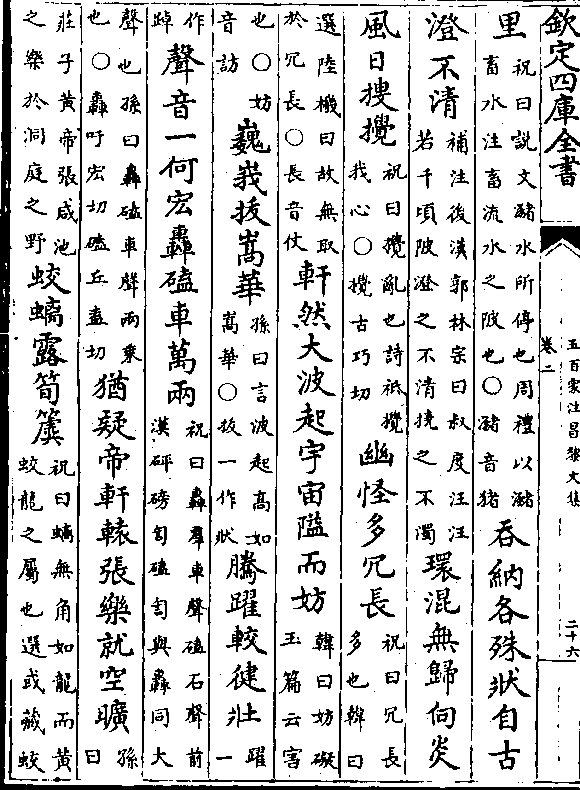 欽定四庫全書
五百家注昌黎文集
卷二
二十六
里祝曰説文豬水所停也周禮以瀦畜水注畜流水之陂也○瀦音猪吞納各殊狀自古
澄不清補注後漢郭林宗曰叔度汪汪若千頃陂澄之不清撓之不濁環混無歸向炎
風日搜攪祝曰攪亂也詩祇攪我心○攪古巧切幽怪多冗長祝曰冗長多也韓曰
選陸機曰故無取於冗長○長音仗軒然大波起宇宙隘而妨韓曰妨礙玉篇云害
也○妨音訪巍峩拔嵩華孫曰言波起高如嵩華○拔一作狀騰躍較健壯躍一
作踔聲音一何宏轟磕車萬兩祝曰轟羣車聲磕石聲前漢砰磅訇磕訇與轟同大
聲也孫曰轟磕車聲兩乗也○轟吁宏切磕丘盍切猶疑帝軒轅張樂就空曠孫曰
莊子黄帝張咸池之樂於洞庭之野蛟螭露筍簴祝曰螭無角如龍而黄蛟龍之屬也選或藏蛟